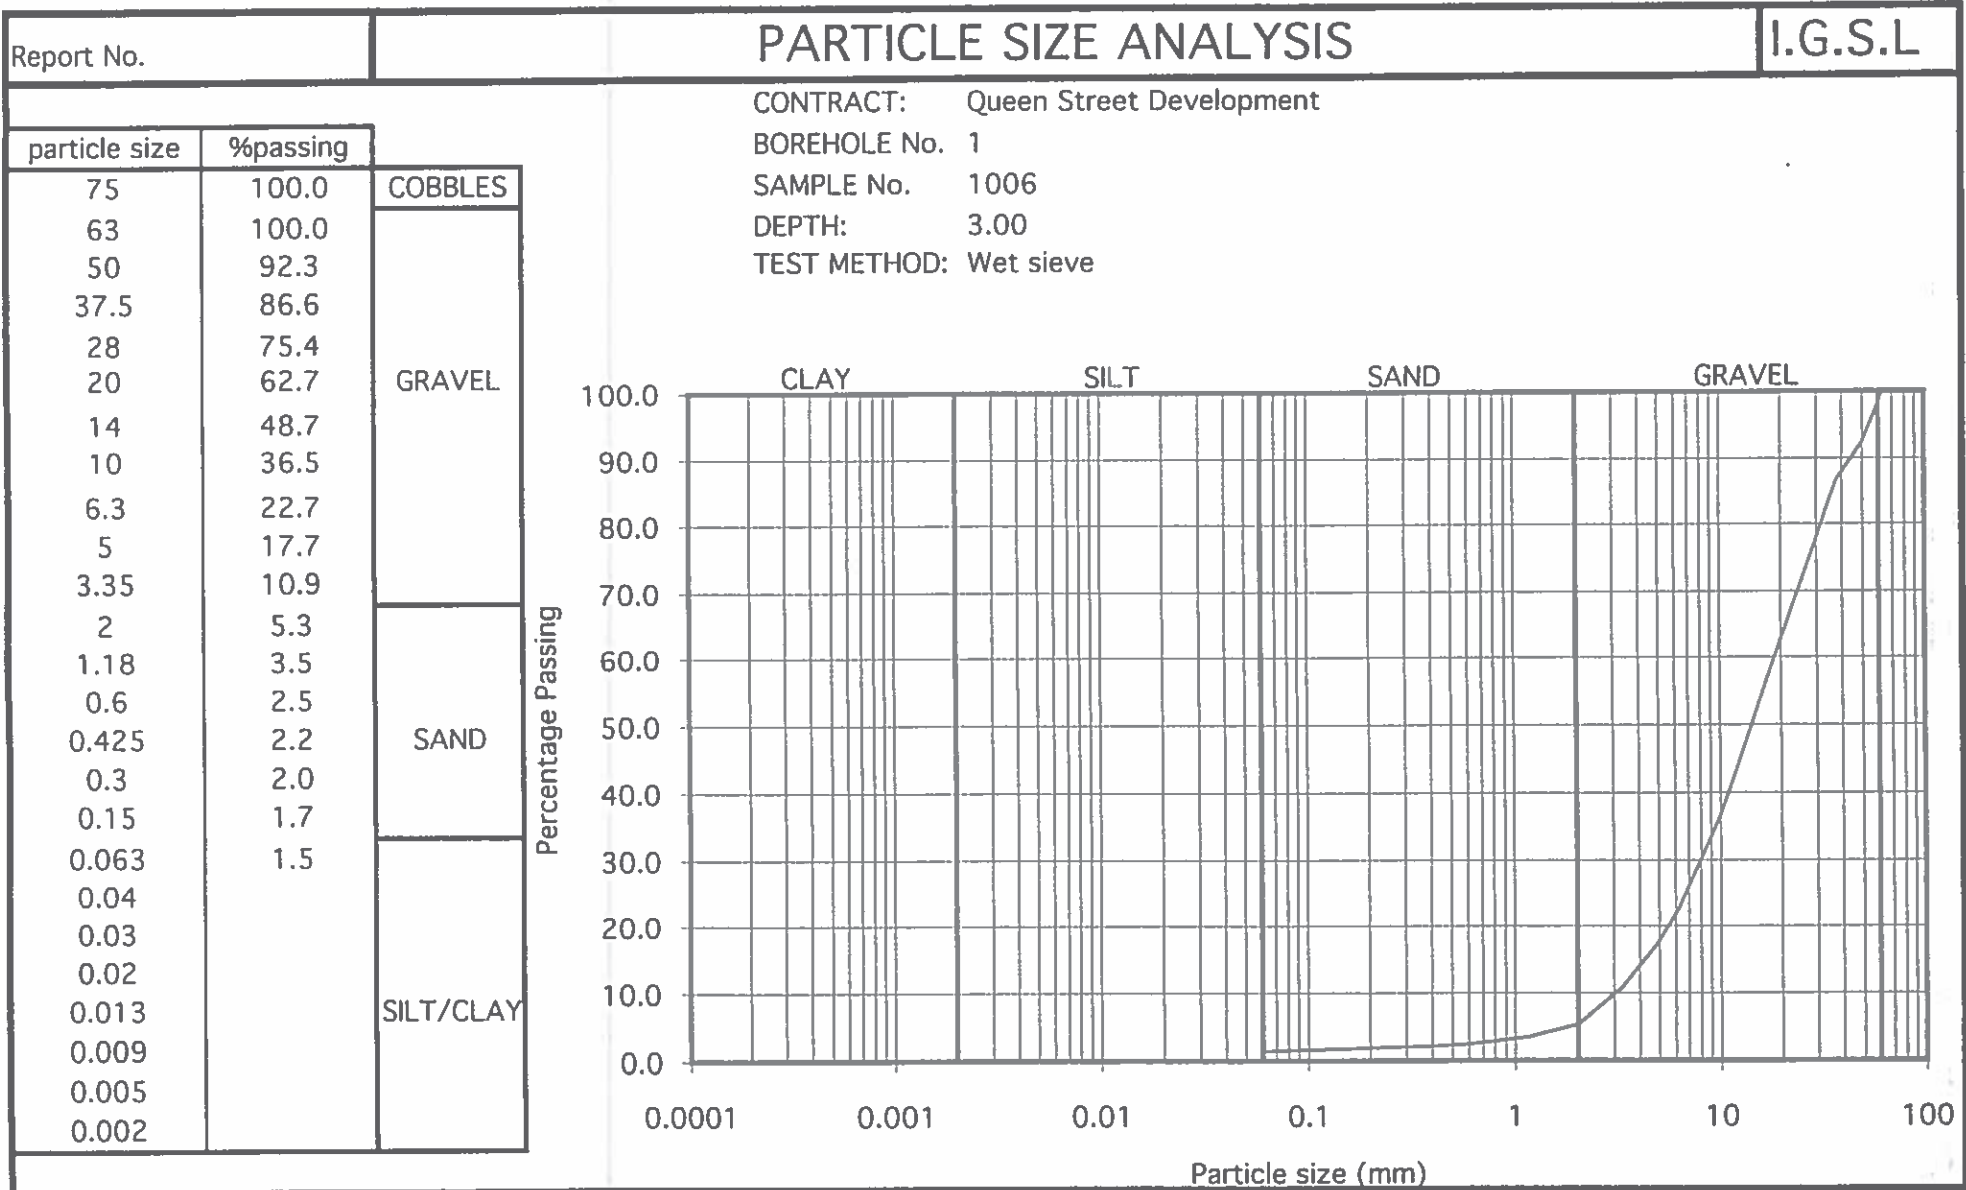 Report No.
PARTICLE SIZE ANALYSIS
I.G.S.L
CONTRACT: Queen Street Development
BOREHOLE No. 1
SAMPLE No. 1006
DEPTH: 3.00
TEST METHOD: Wet sieve
particle size %passing
75 100.0 COBBLES
63 100.0
50 92.3
37.5 86.6
28 75.4
20 62.7 GRAVEL
14 48.7
10 36.5
6.3 22.7
5 17.7
3.35 10.9
2 5.3
1.18 3.5
0.6 2.5
0.425 2.2 SAND
0.3 2.0
0.15 1.7
0.063 1.5
0.04
0.03
0.02
0.013 SILT/CLAY
0.009
0.005
0.002
CLAY SILT SAND GRAVEL
Percentage Passing
100.0
90.0
80.0
70.0
60.0
50.0
40.0
30.0
20.0
10.0
0.0
0.0001 0.001 0.01 0.1 1 10 100
Particle size (mm)